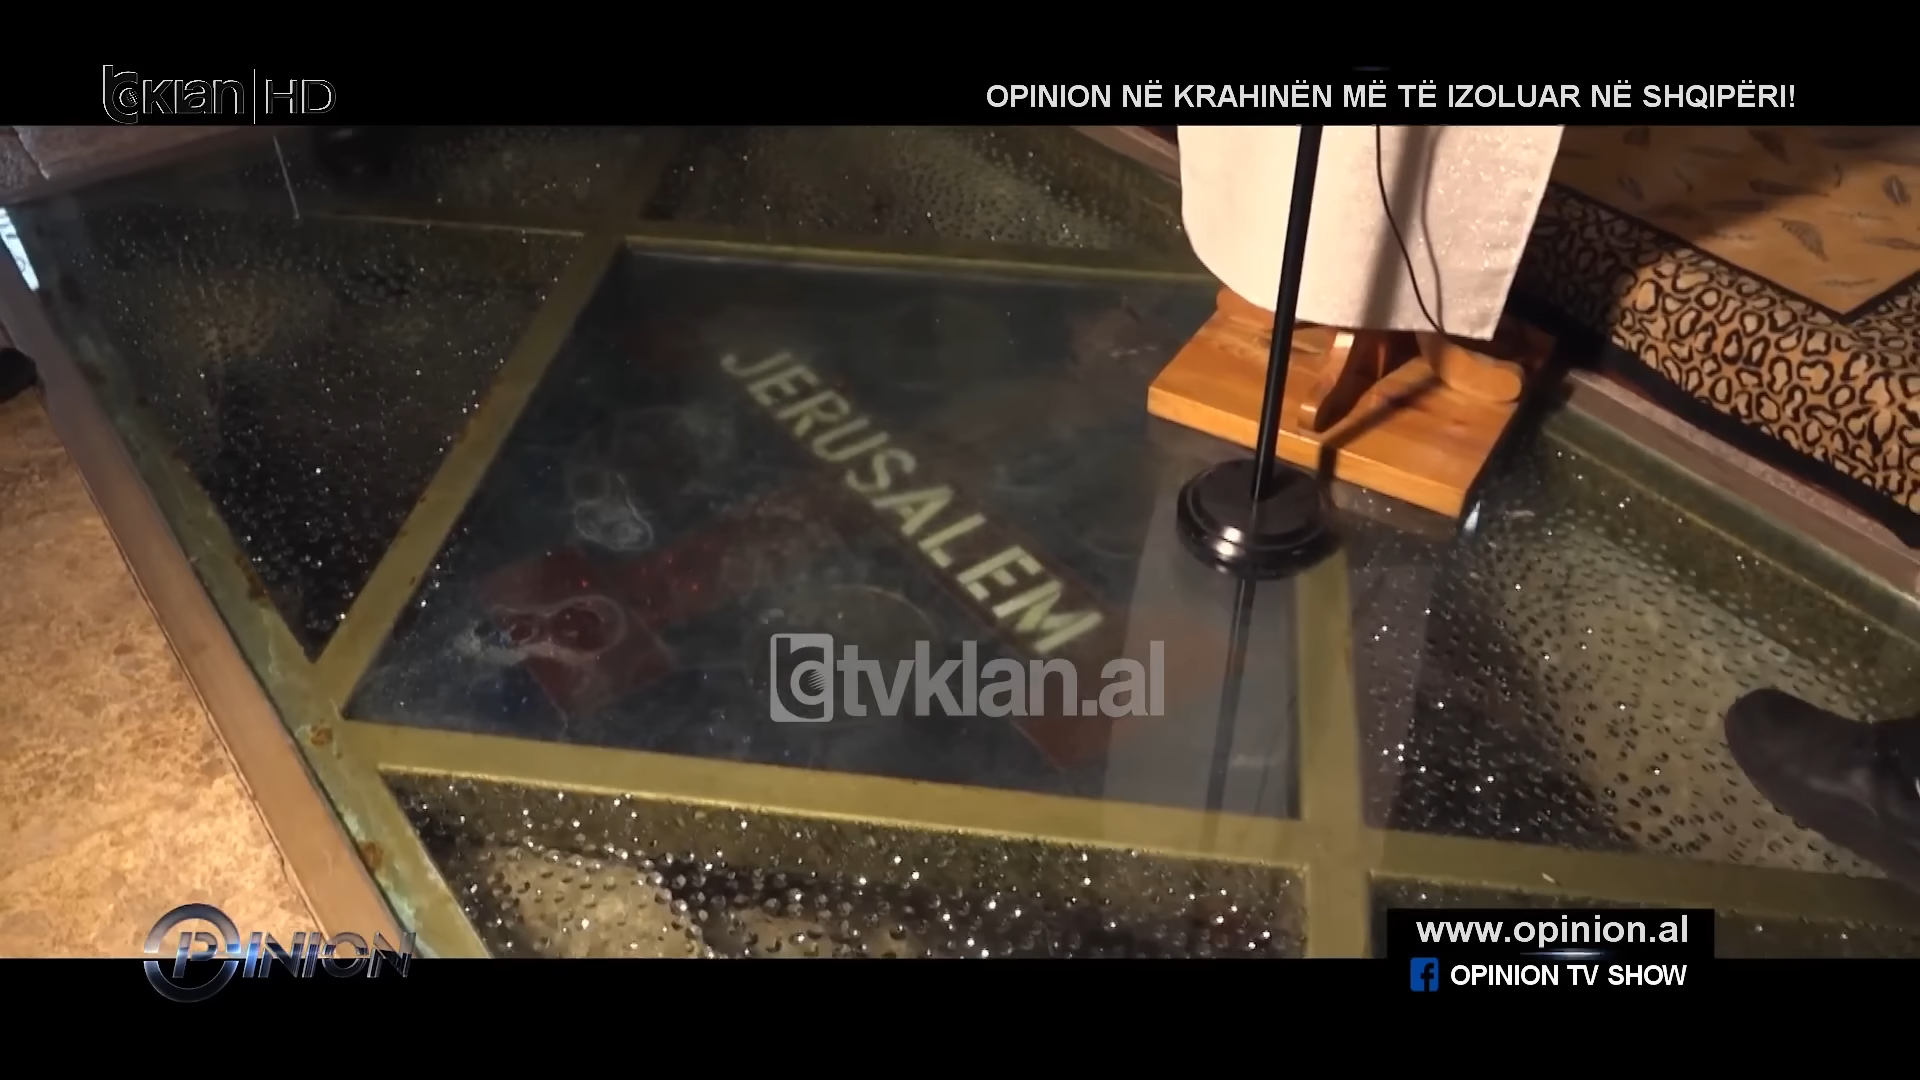 tvklan HD
OPINION NË KRAHINËN MË TË IZOLUAR NË SHQIPËRI!
JERUSALEM
tvklan.al
OPINION
www.opinion.al
OPINION TV SHOW